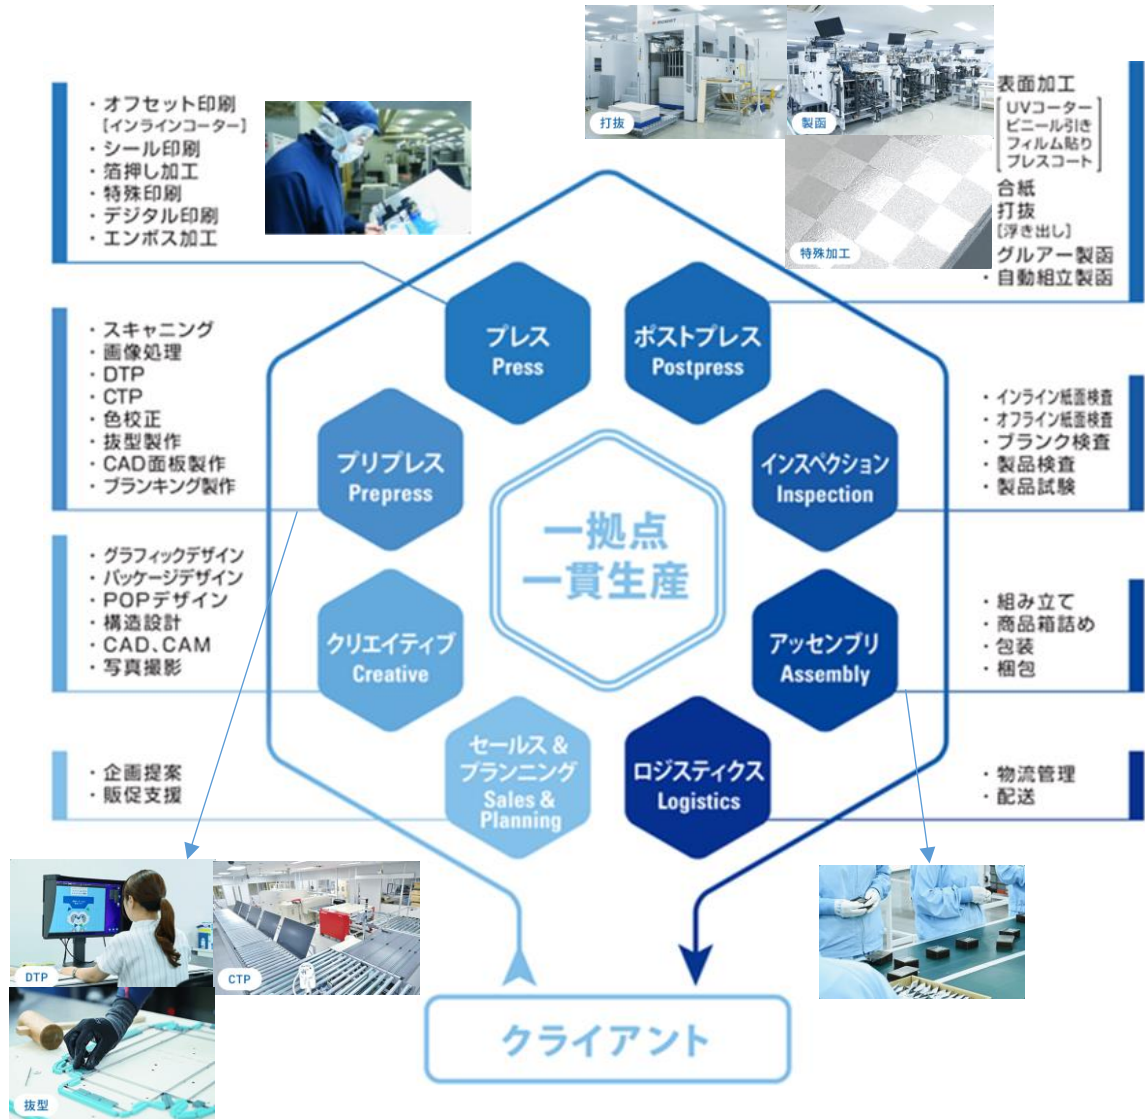 打抜
製函
特殊加工
・オフセット印刷
［インラインコーター］
・シール印刷
・箔押し加工
・特殊印刷
・デジタル印刷
・エンボス加工
表面加工
UVコーター
ビニール引き
フィルム貼り
プレスコート
合紙
打抜
［浮き出し］
グルアー製函
・自動組立製函
プレス
Press
ポストプレス
Postpress
・スキャニング
・画像処理
・DTP
・CTP
・色校正
・抜型製作
・CAD面板製作
・ブランキング製作
プリプレス
Prepress
インスペクション
Inspection
・インライン紙面検査
・オフライン紙面検査
・ブランク検査
・製品検査
・製品試験
一拠点
一貫生産
・グラフィックデザイン
・パッケージデザイン
・POPデザイン
・構造設計
・CAD、CAM
・写真撮影
クリエイティブ
Creative
アッセンブリ
Assembly
・組み立て
・商品箱詰め
・包装
・梱包
・企画提案
・販促支援
セールス &
プランニング
Sales &
Planning
ロジスティクス
Logistics
・物流管理
・配送
DTP
CTP
抜型
クライアント